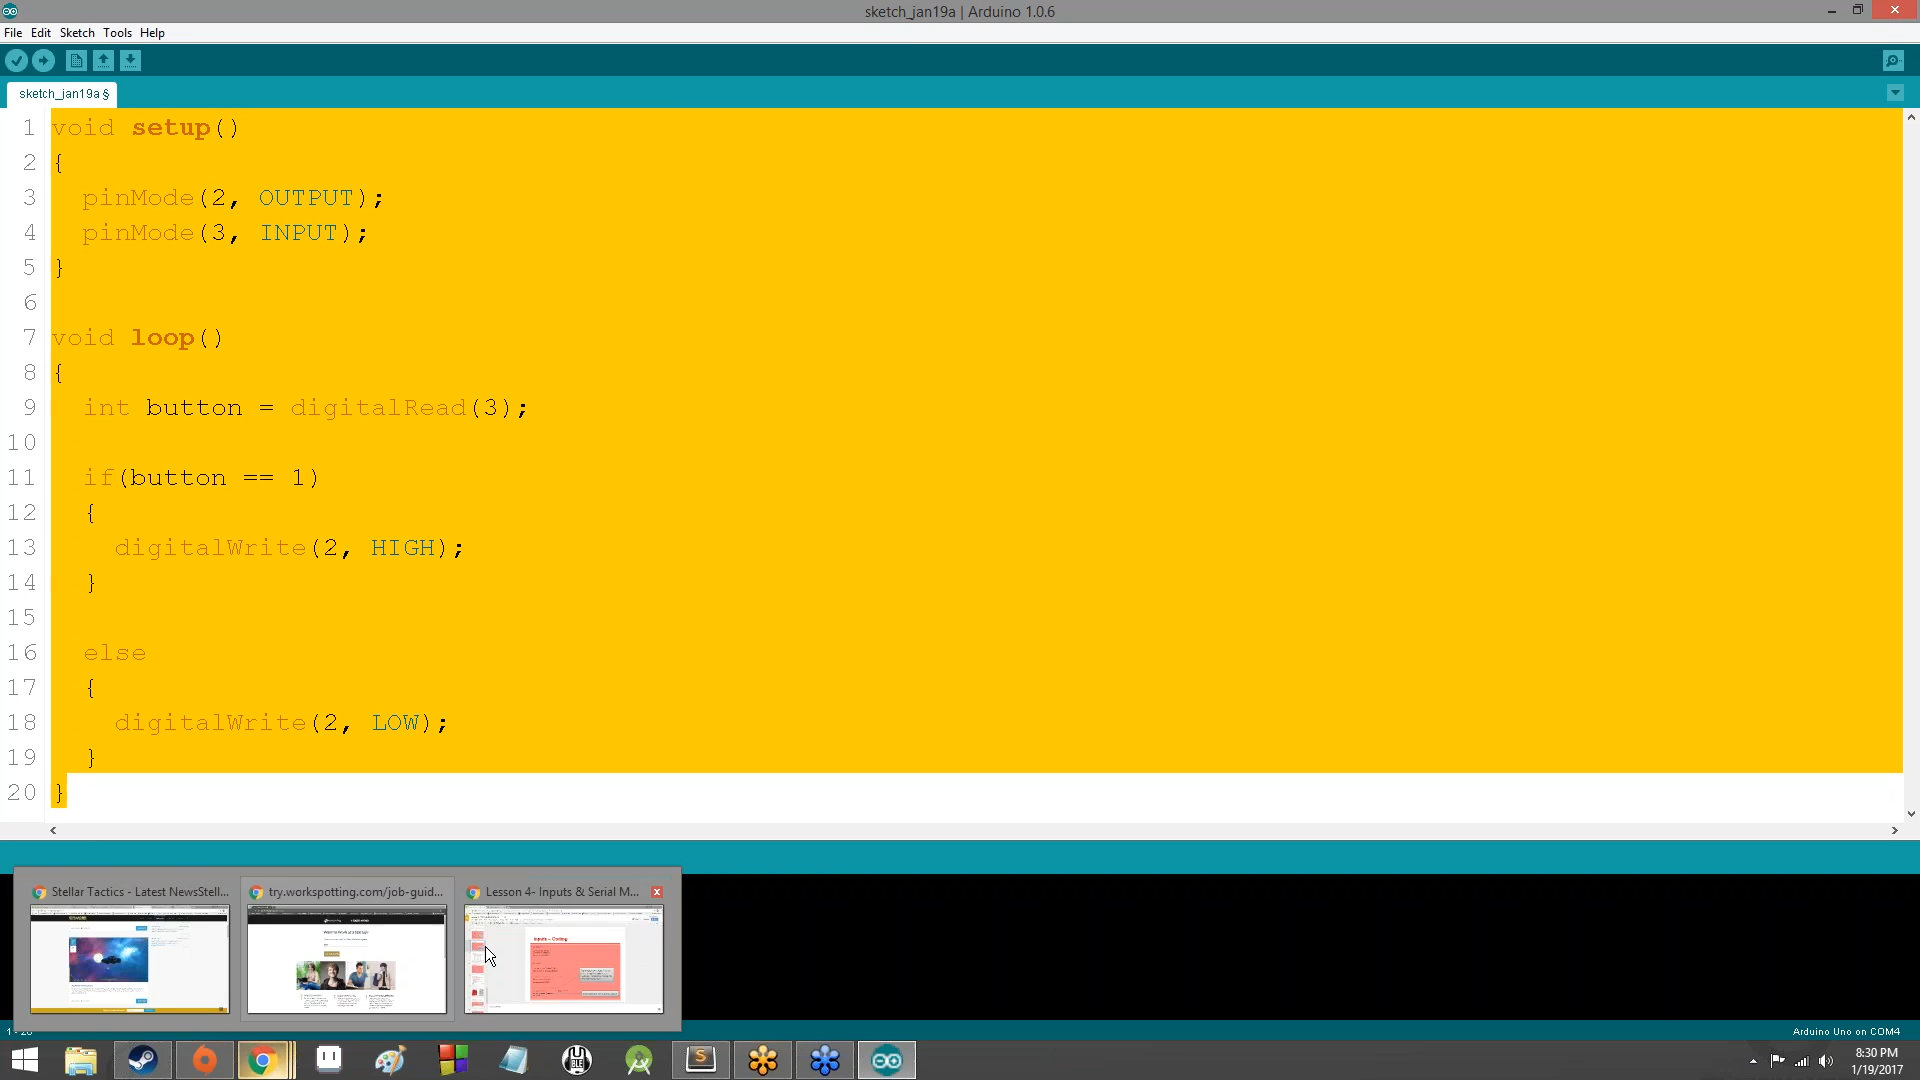 sketch_jan19a | Arduino 1.0.6
File Edit Sketch Tools Help
sketch_jan19a §
1 void setup()
2 {
3 pinMode(2, OUTPUT);
4 pinMode(3, INPUT);
5 }
6
7 void loop()
8 {
9 int button = digitalRead(3);
10
11 if(button == 1)
12 {
13 digitalWrite(2, HIGH);
14 }
15
16 else
17 {
18 digitalWrite(2, LOW);
19 }
20 }
Stellar Tactics - Latest NewsStell... try.workspotting.com/job-guid... Lesson 4- Inputs & Serial M...
Inputs - Coding
Arduino Uno on COM4
8:30 PM
1/19/2017